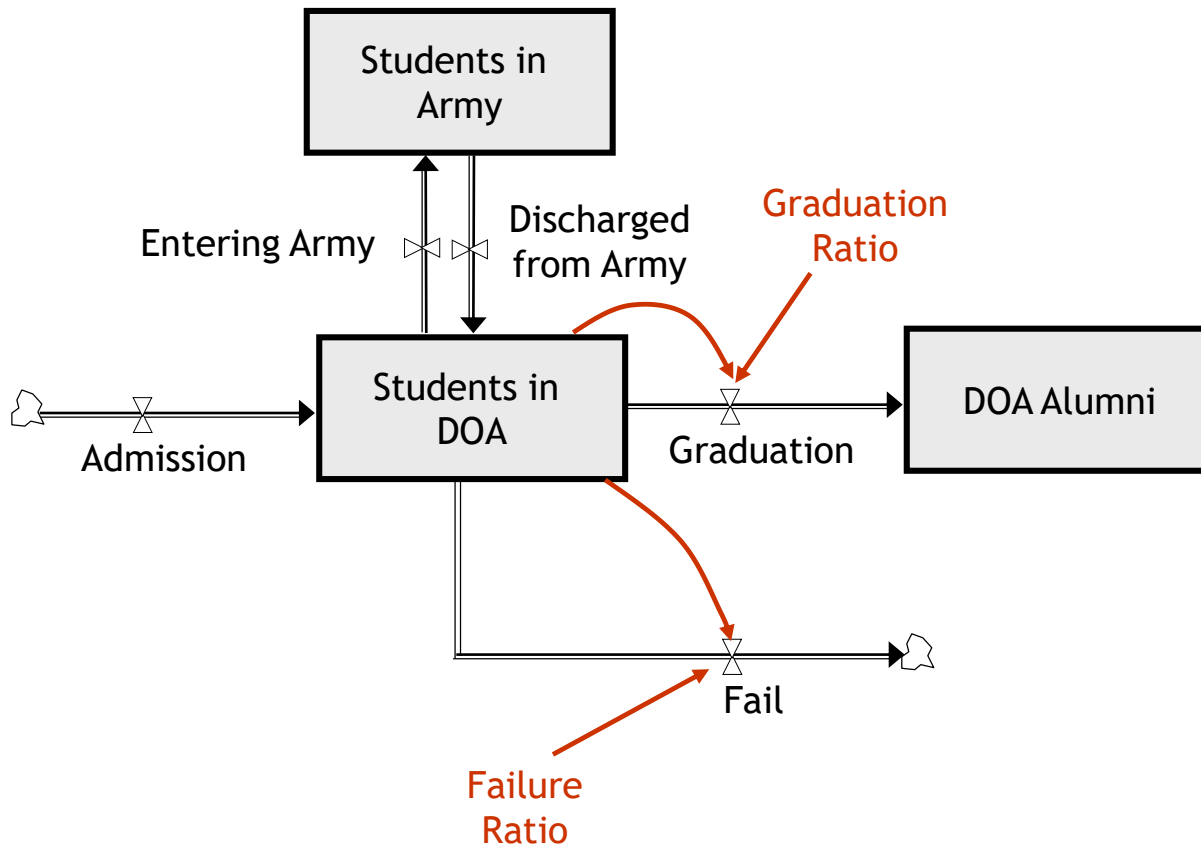 Students in
Army
Entering Army
Discharged
from Army
Graduation
Ratio
Students in
DOA
DOA Alumni
Admission
Graduation
Fail
Failure
Ratio